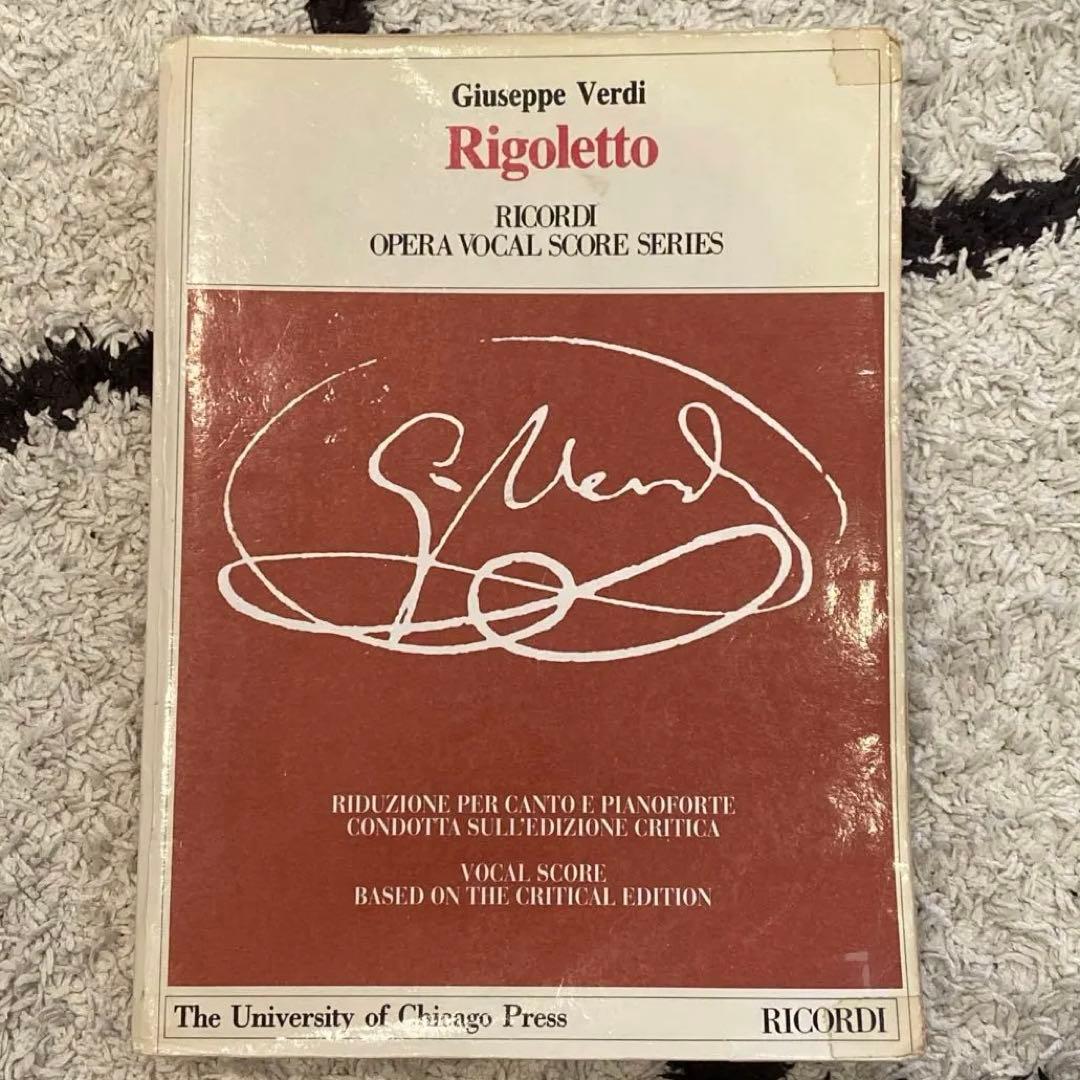 Giuseppe Verdi
Rigoletto
RICORDI
OPERA VOCAL SCORE SERIES
G. Verdi
RIDUZIONE PER CANTO E PIANOFORTE
CONDOTTA SULL'EDIZIONE CRITICA
VOCAL SCORE
BASED ON THE CRITICAL EDITION
The University of Chicago Press
RICORDI